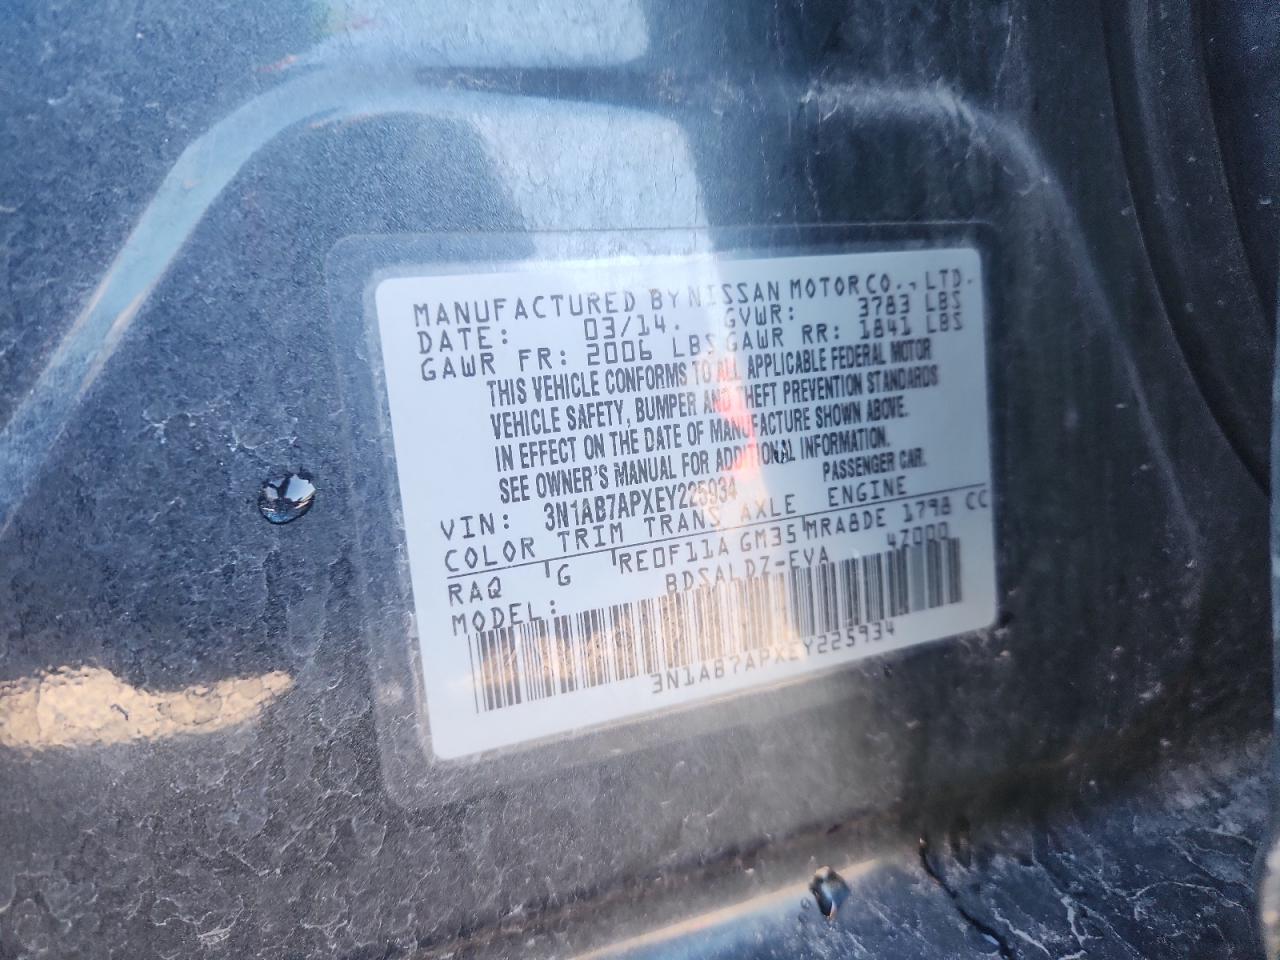 MANUFACTURED BY NISSAN MOTOR CO., LTD.
DATE: 03/14. GVWR: 3783 LBS
GAWR FR: 2006 LBS GAWR RR: 1841 LBS
THIS VEHICLE CONFORMS TO ALL APPLICABLE FEDERAL MOTOR
VEHICLE SAFETY, BUMPER AND THEFT PREVENTION STANDARDS
IN EFFECT ON THE DATE OF MANUFACTURE SHOWN ABOVE.
SEE OWNER'S MANUAL FOR ADDITIONAL INFORMATION.
VIN: 3N1AB7APXEY225934 PASSENGER CAR.
COLOR TRIM TRANS AXLE ENGINE
RAQ G RE0F11A GM35 MRA8DE 1798 CC
MODEL: BDSALDZ-EVA 47000
3N1AB7APXEY225934